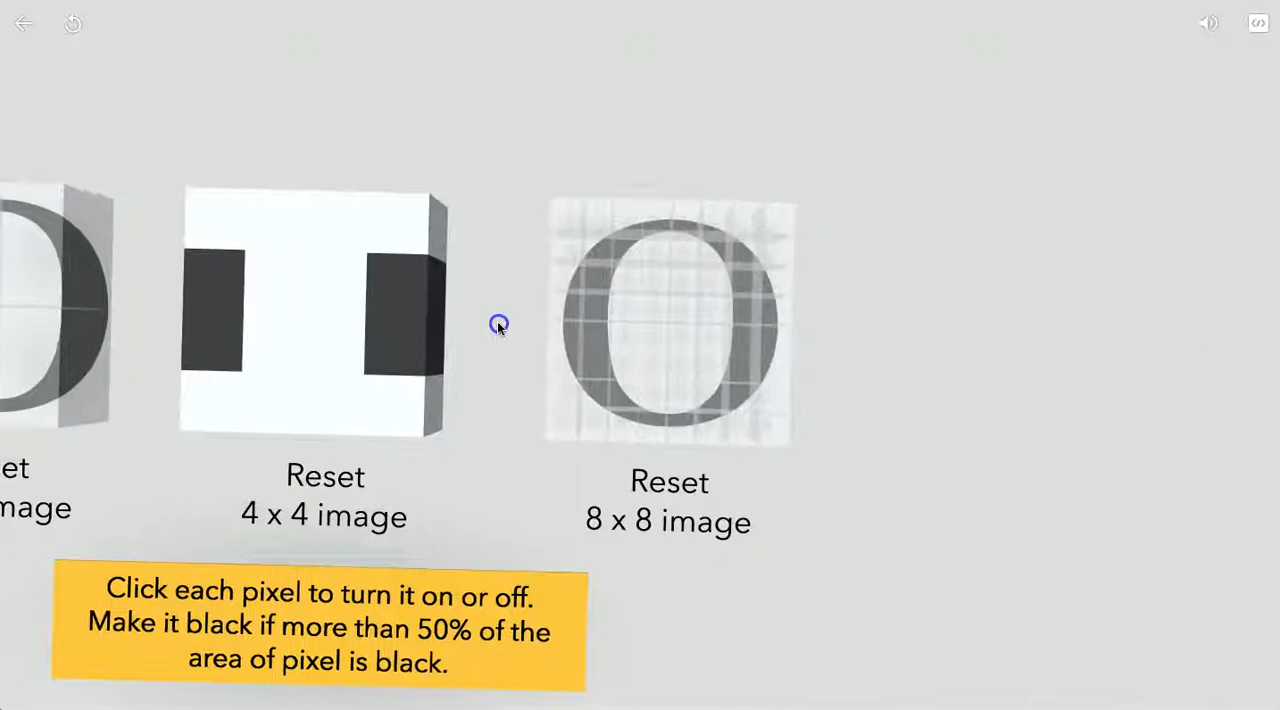 et
mage
Reset
4 x 4 image
Reset
8 x 8 image
Click each pixel to turn it on or off.
Make it black if more than 50% of the
area of pixel is black.